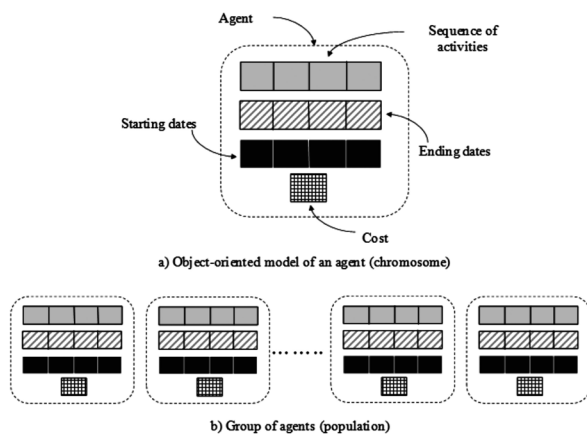 Agent
Sequence of
activities
Starting dates
Ending dates
Cost
a) Object-oriented model of an agent (chromosome)
b) Group of agents (population)